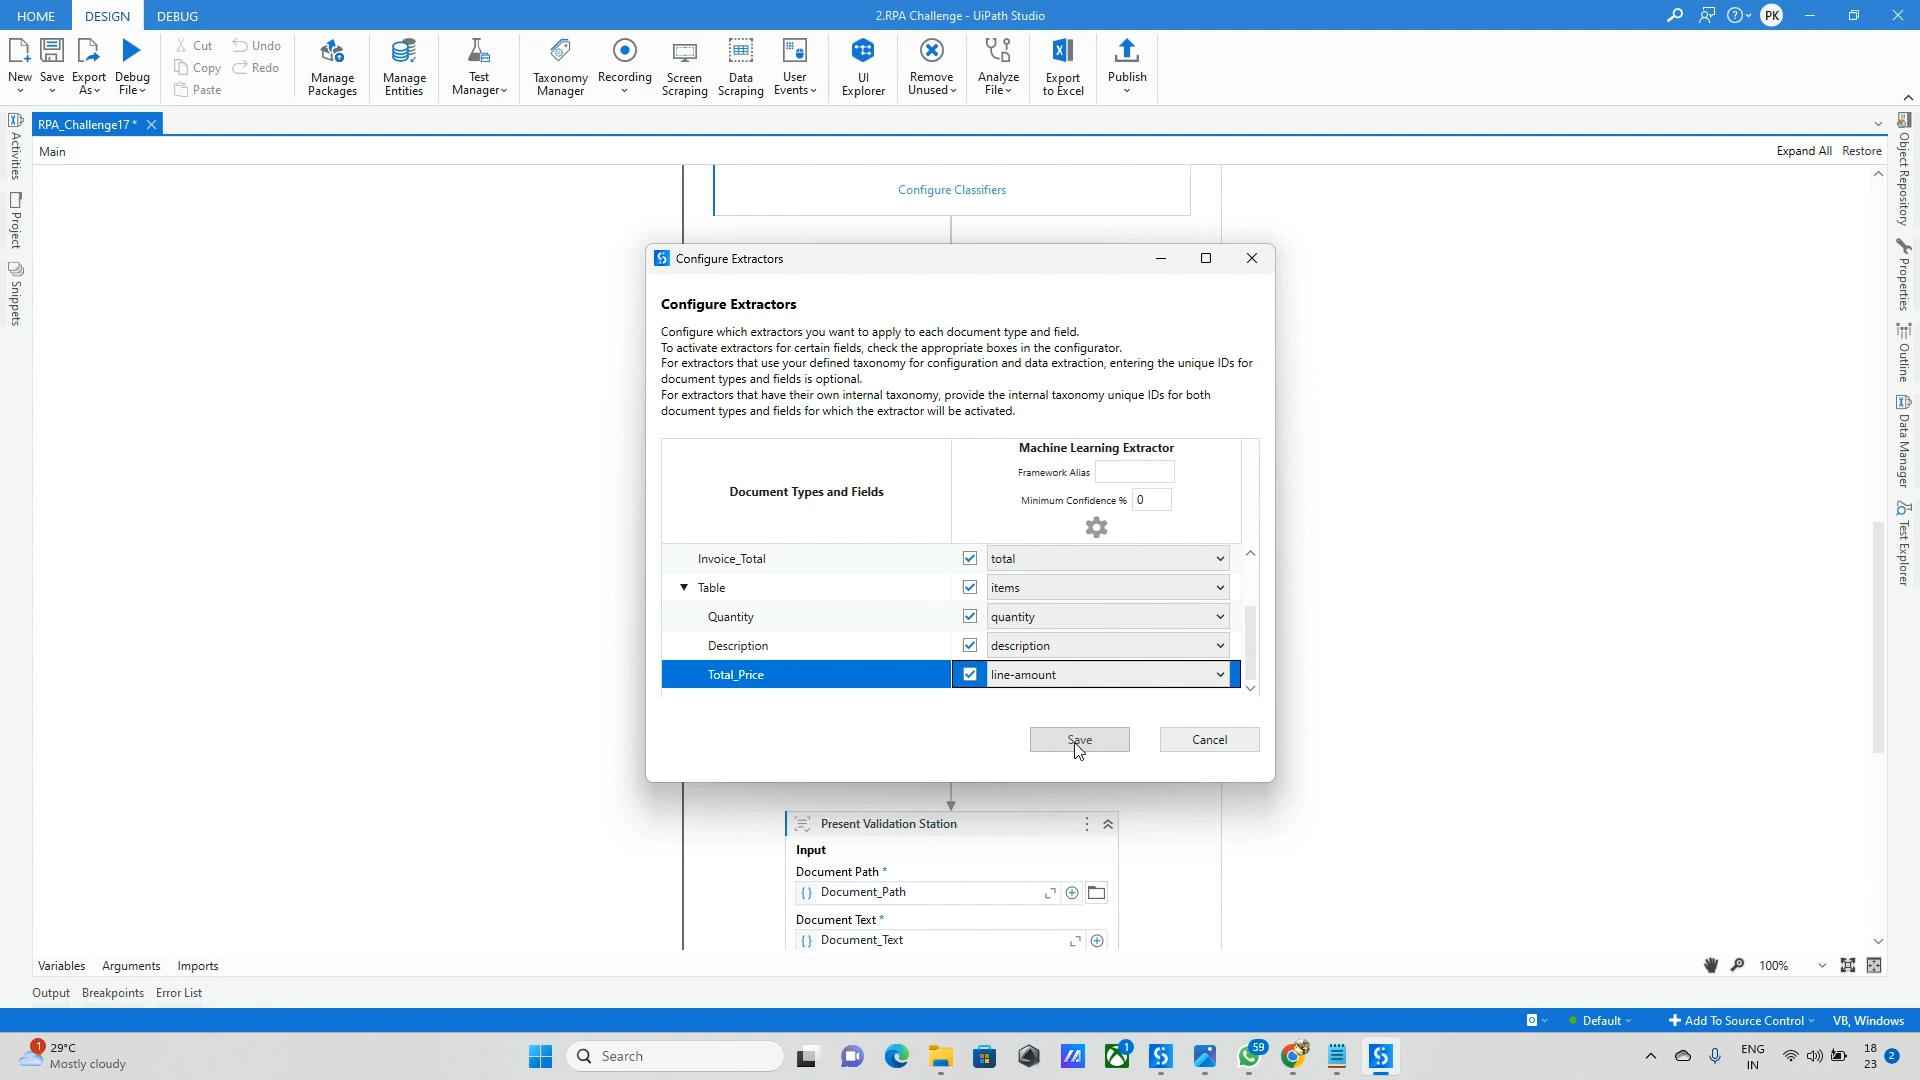 HOME
DESIGN
DEBUG
2.RPA Challenge - UiPath Studio
PK
New
Save
Export As
Debug File
Cut
Copy
Paste
Undo
Redo
Manage Packages
Manage Entities
Test Manager
Taxonomy Manager
Recording
Screen Scraping
Data Scraping
User Events
UI Explorer
Remove Unused
Analyze File
Export to Excel
Publish
RPA_Challenge17 *
Main
Expand All
Restore
Activities
Project
Snippets
Object Repository
Properties
Outline
Data Manager
Test Explorer
Configure Classifiers
Configure Extractors
Configure Extractors
Configure which extractors you want to apply to each document type and field.
To activate extractors for certain fields, check the appropriate boxes in the configurator.
For extractors that use your defined taxonomy for configuration and data extraction, entering the unique IDs for
document types and fields is optional.
For extractors that have their own internal taxonomy, provide the internal taxonomy unique IDs for both
document types and fields for which the extractor will be activated.
Document Types and Fields
Machine Learning Extractor
Framework Alias
Minimum Confidence % 0
Invoice_Total total
Table items
Quantity quantity
Description description
Total_Price line-amount
Save
Cancel
Present Validation Station
Input
Document Path *
Document_Path
Document Text *
Document_Text
Variables
Arguments
Imports
100%
Output
Breakpoints
Error List
Default
Add To Source Control
VB, Windows
1
29°C
Mostly cloudy
Search
1
59
ENG
IN
18
23
2